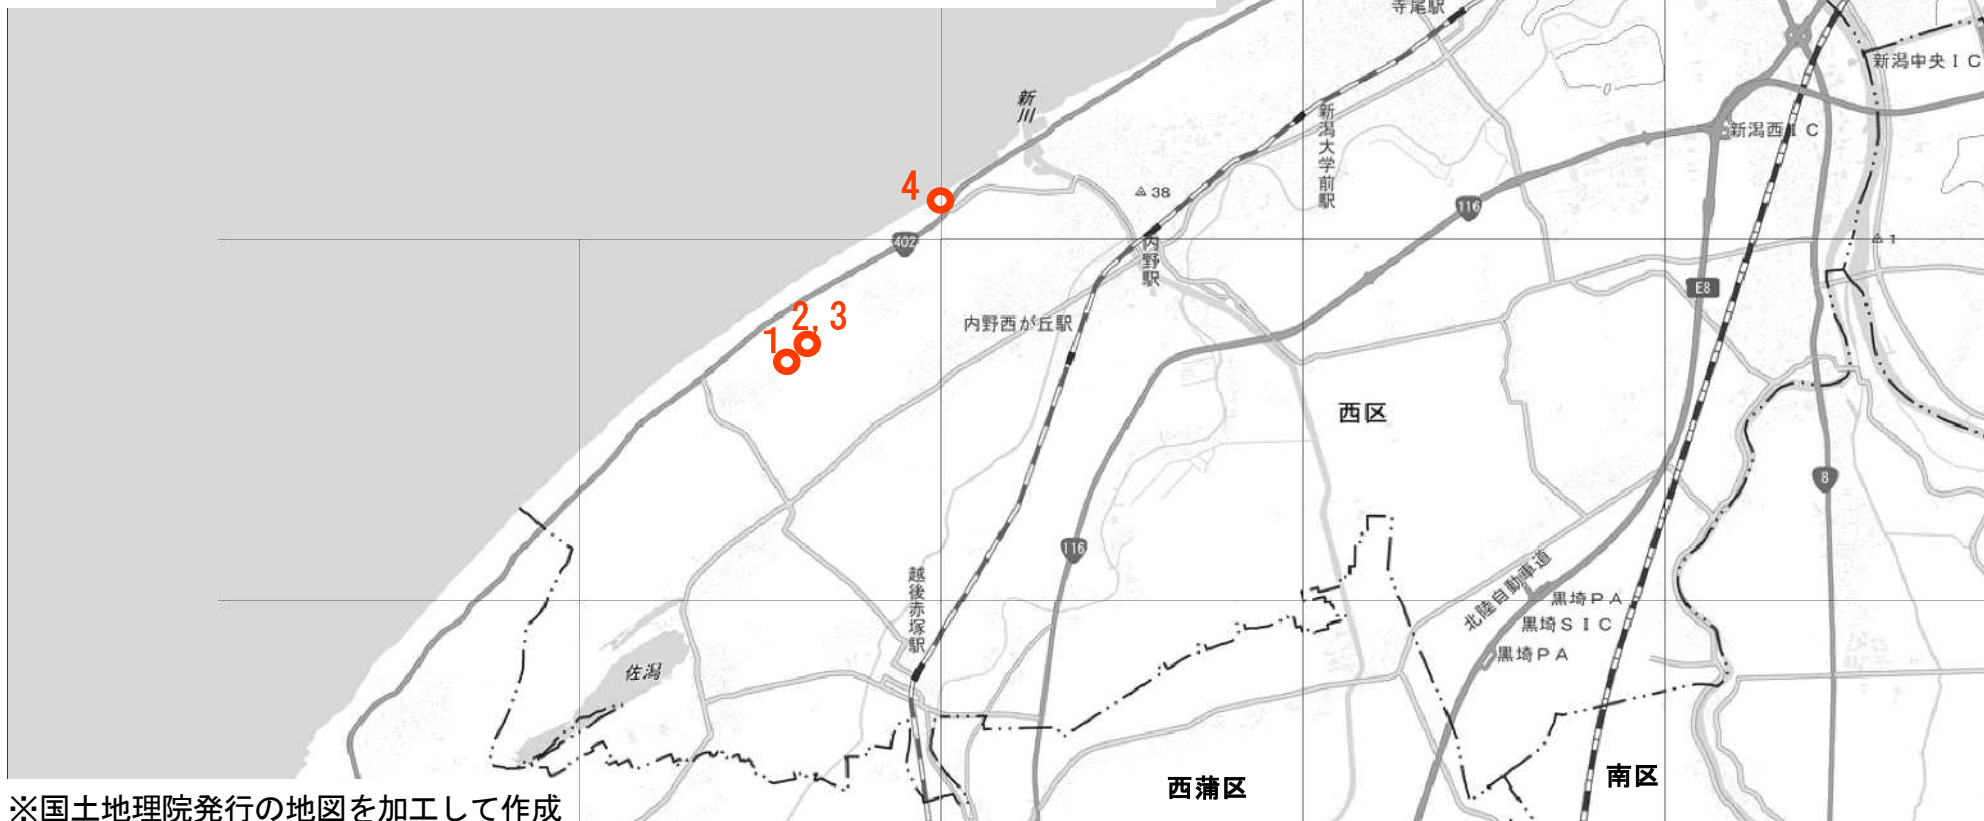 寺尾駅
新潟中央IC
新川
新潟大学前駅
新潟西IC
4
38
116
402
内野駅
1
E8
2, 3
1
内野西が丘駅
西区
8
116
北陸自動車道
越後赤塚駅
黒埼PA
黒埼SIC
黒埼PA
佐潟
西蒲区
南区
※国土地理院発行の地図を加工して作成